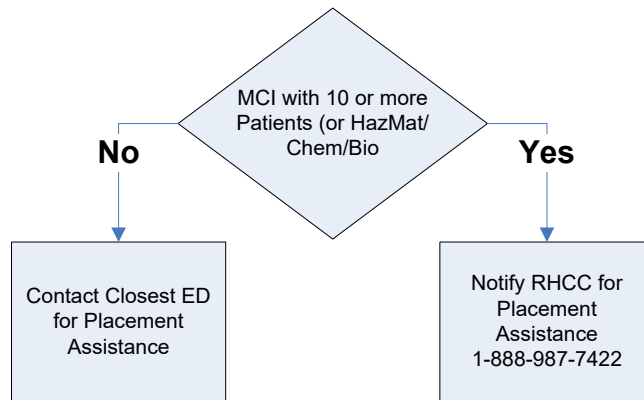 MCI with 10 or more
Patients (or HazMat/
Chem/Bio
No
Yes
Contact Closest ED
for Placement
Assistance
Notify RHCC for
Placement
Assistance
1-888-987-7422